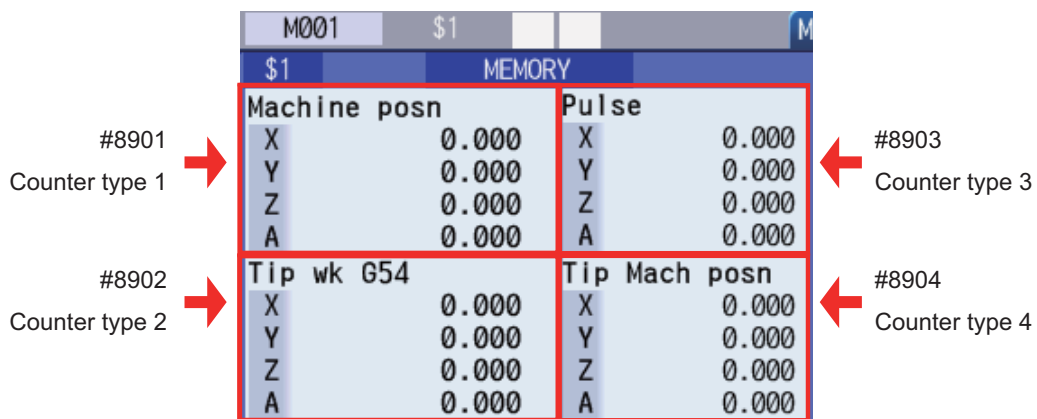 M001 $1 M
$1 MEMORY
#8901
Counter type 1
Machine posn
X 0.000
Y 0.000
Z 0.000
A 0.000
Pulse
X 0.000
Y 0.000
Z 0.000
A 0.000
#8903
Counter type 3
#8902
Counter type 2
Tip wk G54
X 0.000
Y 0.000
Z 0.000
A 0.000
Tip Mach posn
X 0.000
Y 0.000
Z 0.000
A 0.000
#8904
Counter type 4